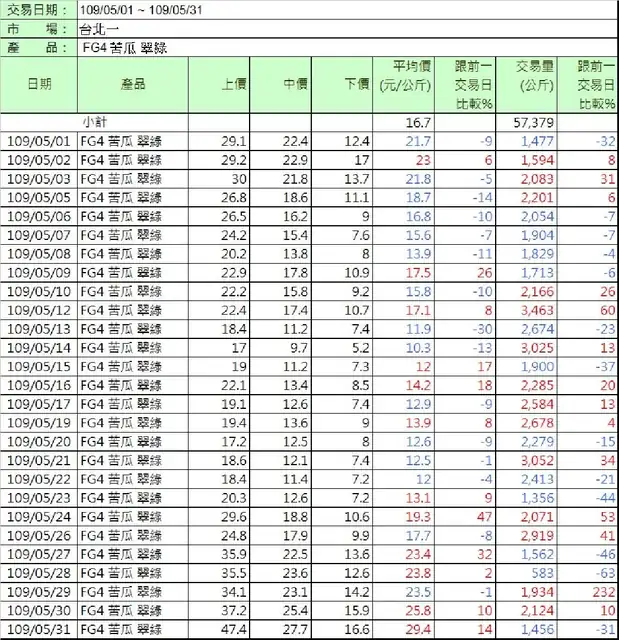 交易日期： 109/05/01 ~ 109/05/31
市 場： 台北一
產 品： FG4 苦瓜 翠綠
日期 產品 上價 中價 下價 平均價(元/公斤) 跟前一交易日比較% 交易量(公斤) 跟前一交易日比較%
小計 16.7 57,379
109/05/01 FG4 苦瓜 翠綠 29.1 22.4 12.4 21.7 -9 1,477 -32
109/05/02 FG4 苦瓜 翠綠 29.2 22.9 17 23 6 1,594 8
109/05/03 FG4 苦瓜 翠綠 30 21.8 13.7 21.8 -5 2,083 31
109/05/05 FG4 苦瓜 翠綠 26.8 18.6 11.1 18.7 -14 2,201 6
109/05/06 FG4 苦瓜 翠綠 26.5 16.2 9 16.8 -10 2,054 -7
109/05/07 FG4 苦瓜 翠綠 24.2 15.4 7.6 15.6 -7 1,904 -7
109/05/08 FG4 苦瓜 翠綠 20.2 13.8 8 13.9 -11 1,829 -4
109/05/09 FG4 苦瓜 翠綠 22.9 17.8 10.9 17.5 26 1,713 -6
109/05/10 FG4 苦瓜 翠綠 22.2 15.8 9.2 15.8 -10 2,166 26
109/05/12 FG4 苦瓜 翠綠 22.4 17.4 10.7 17.1 8 3,463 60
109/05/13 FG4 苦瓜 翠綠 18.4 11.2 7.4 11.9 -30 2,674 -23
109/05/14 FG4 苦瓜 翠綠 17 9.7 5.2 10.3 -13 3,025 13
109/05/15 FG4 苦瓜 翠綠 19 11.2 7.3 12 17 1,900 -37
109/05/16 FG4 苦瓜 翠綠 22.1 13.4 8.5 14.2 18 2,285 20
109/05/17 FG4 苦瓜 翠綠 19.1 12.6 7.4 12.9 -9 2,584 13
109/05/19 FG4 苦瓜 翠綠 19.4 13.6 9 13.9 8 2,678 4
109/05/20 FG4 苦瓜 翠綠 17.2 12.5 8 12.6 -9 2,279 -15
109/05/21 FG4 苦瓜 翠綠 18.6 12.1 7.4 12.5 -1 3,052 34
109/05/22 FG4 苦瓜 翠綠 18.4 11.4 7.2 12 -4 2,413 -21
109/05/23 FG4 苦瓜 翠綠 20.3 12.6 7.2 13.1 9 1,356 -44
109/05/24 FG4 苦瓜 翠綠 29.6 18.8 10.6 19.3 47 2,071 53
109/05/26 FG4 苦瓜 翠綠 24.8 17.9 9.9 17.7 -8 2,919 41
109/05/27 FG4 苦瓜 翠綠 35.9 22.5 13.6 23.4 32 1,562 -46
109/05/28 FG4 苦瓜 翠綠 35.5 23.6 12.6 23.8 2 583 -63
109/05/29 FG4 苦瓜 翠綠 34.1 23.1 14.2 23.5 -1 1,934 232
109/05/30 FG4 苦瓜 翠綠 37.2 25.4 15.9 25.8 10 2,124 10
109/05/31 FG4 苦瓜 翠綠 47.4 27.7 16.6 29.4 14 1,456 -31